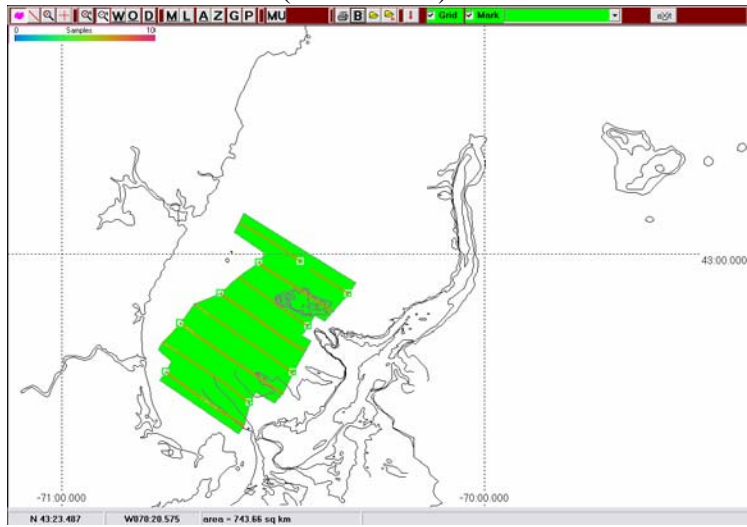 W O D M L A Z G P MU B Grid Mark exit
0 Samples 10
43:00.000
-71:00.000 -70:00.000
N 43:23.487 W070:20.575 area = 743.66 sq km